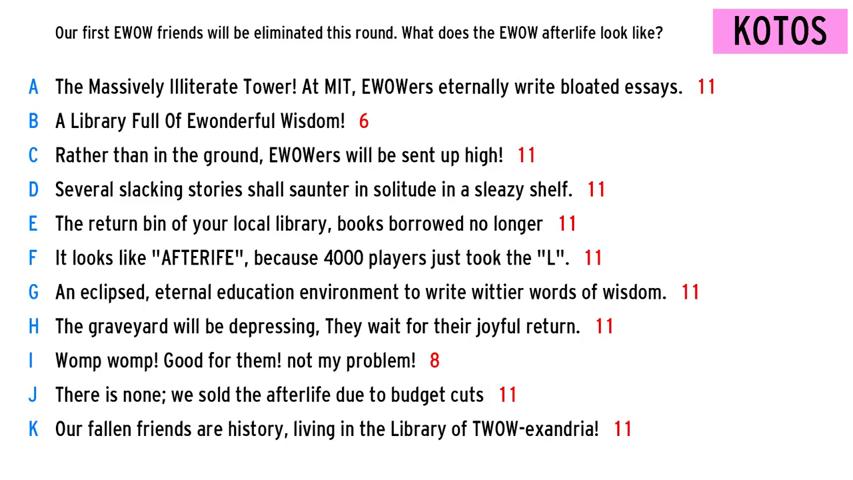 Our first EWOW friends will be eliminated this round. What does the EWOW afterlife look like?
KOTOS
A The Massively Illiterate Tower! At MIT, EWOWers eternally write bloated essays. 11
B A Library Full Of Ewonderful Wisdom! 6
C Rather than in the ground, EWOWers will be sent up high! 11
D Several slacking stories shall saunter in solitude in a sleazy shelf. 11
E The return bin of your local library, books borrowed no longer 11
F It looks like "AFTERIFE", because 4000 players just took the "L". 11
G An eclipsed, eternal education environment to write wittier words of wisdom. 11
H The graveyard will be depressing, They wait for their joyful return. 11
I Womp womp! Good for them! not my problem! 8
J There is none; we sold the afterlife due to budget cuts 11
K Our fallen friends are history, living in the Library of TWOW-exandria! 11